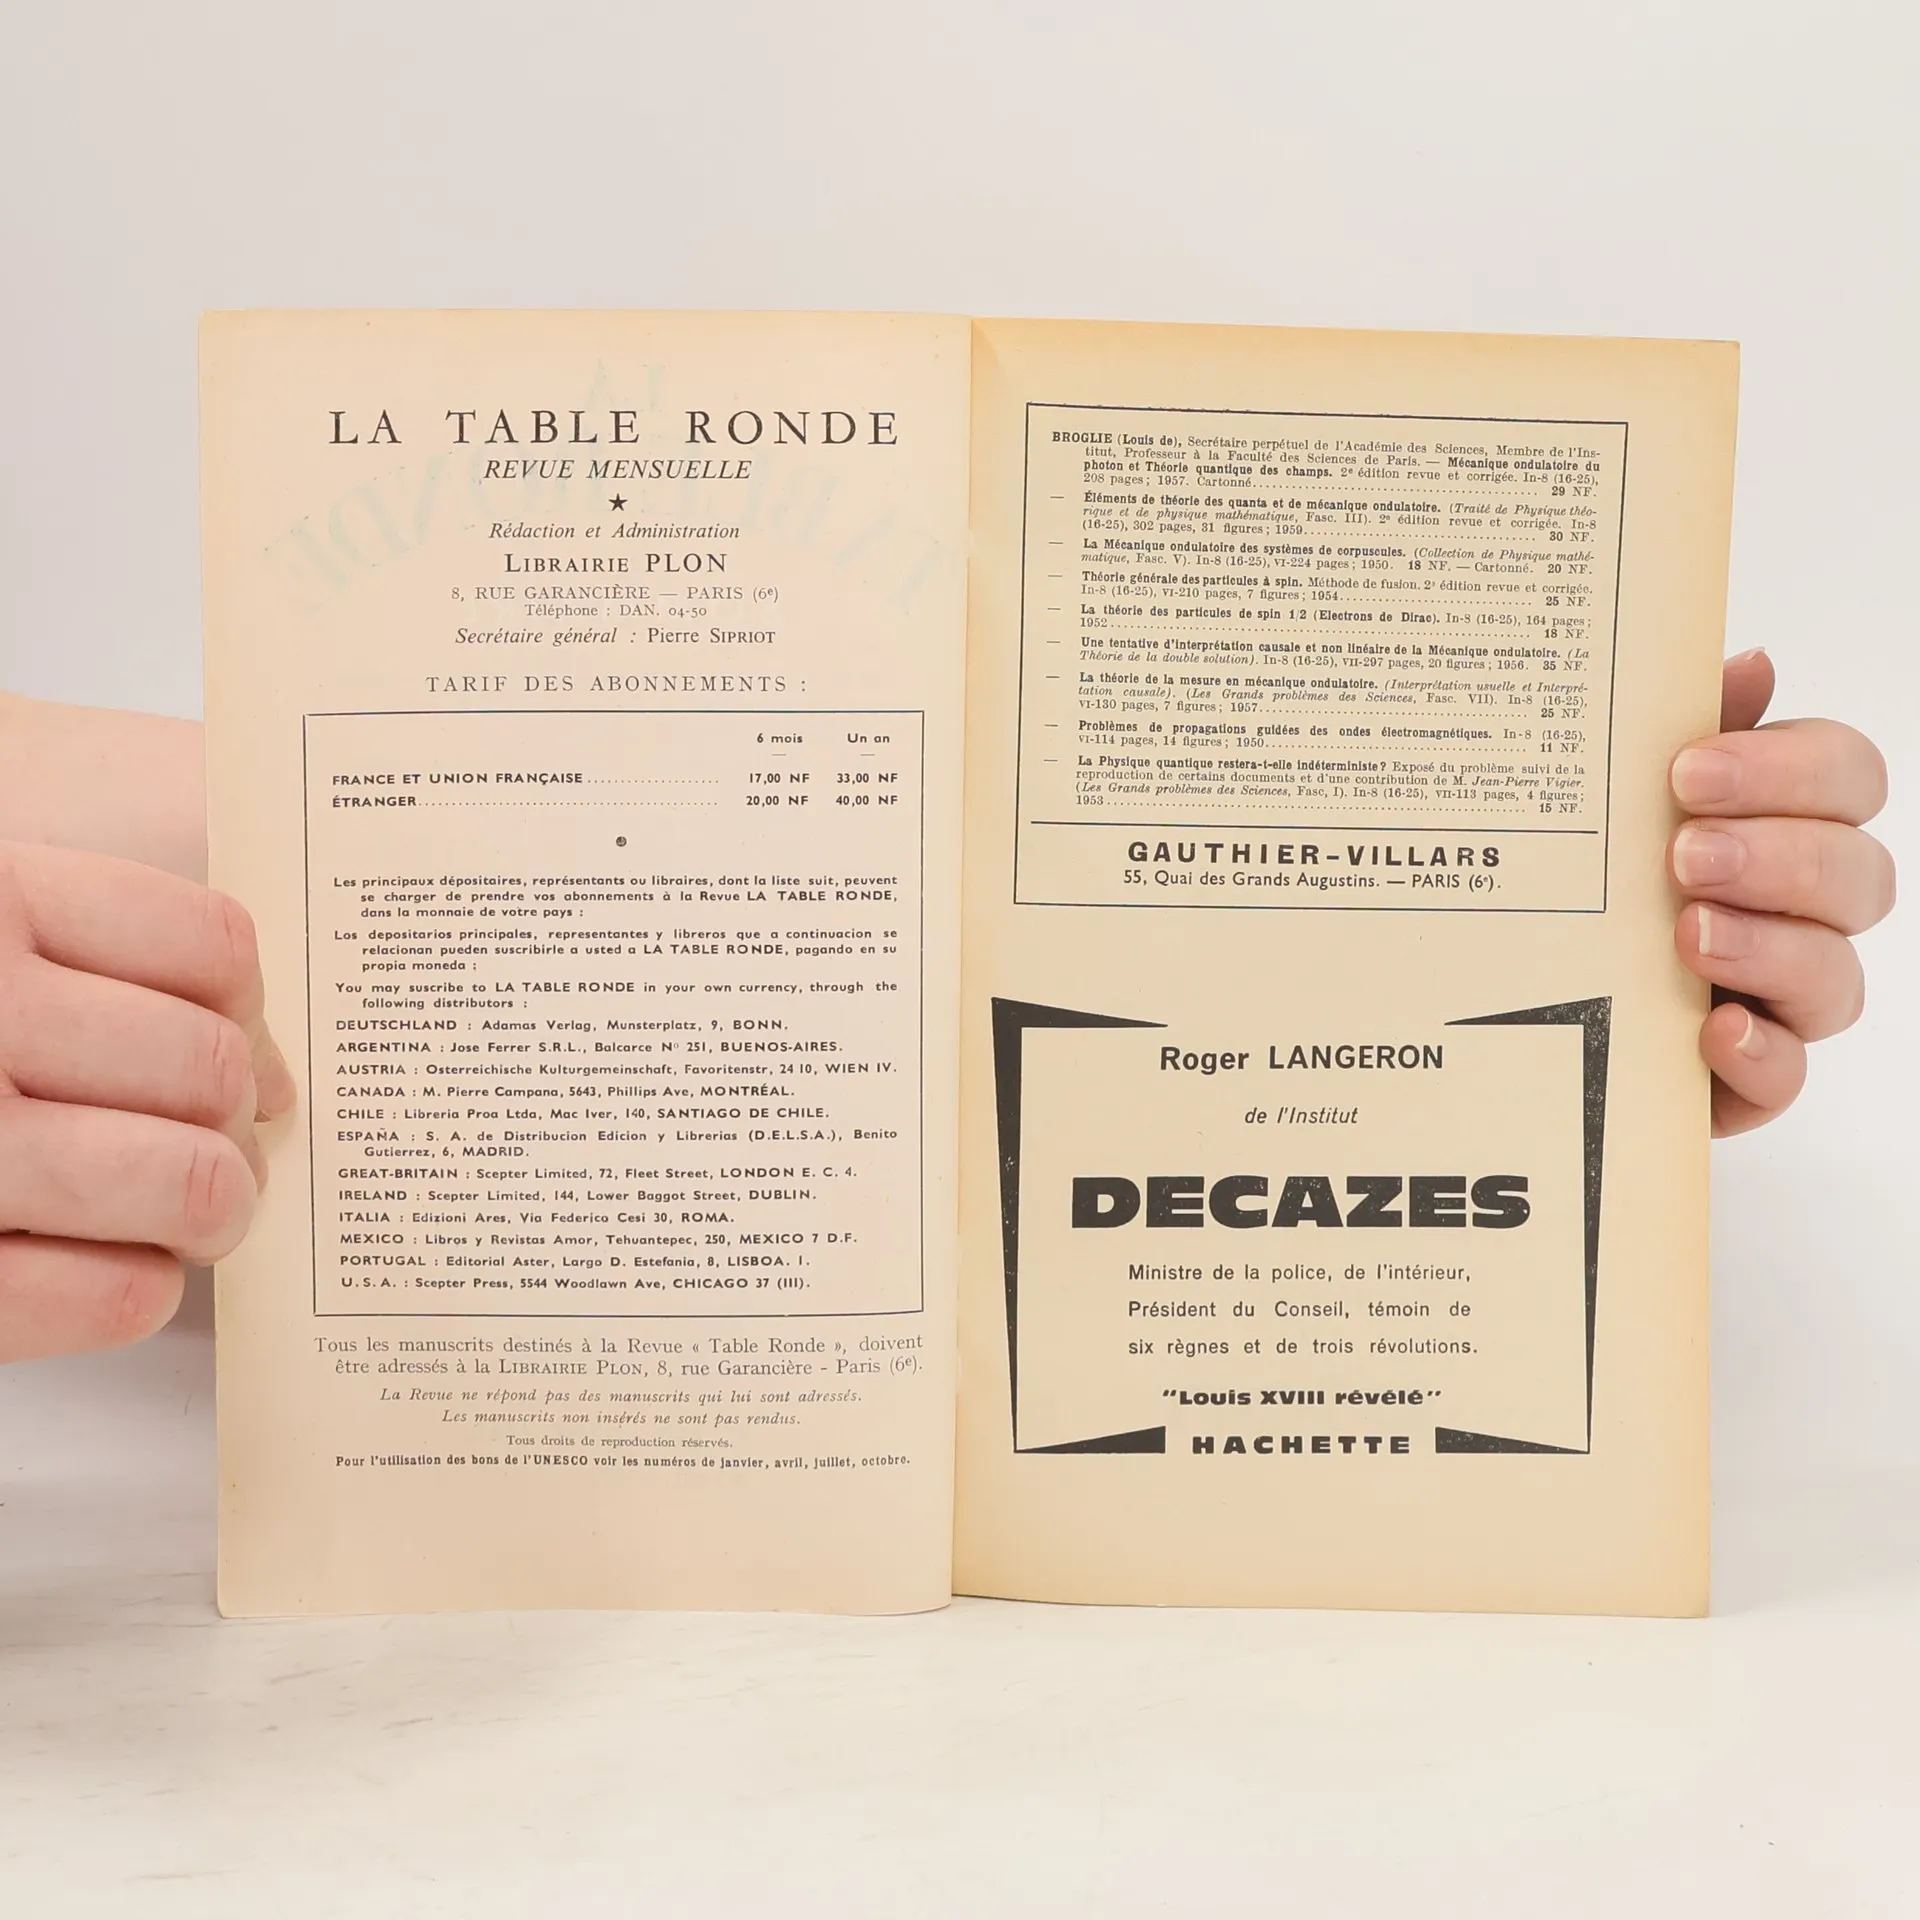 LA TABLE RONDE
REVUE MENSUELLE
★
Rédaction et Administration
LIBRAIRIE PLON
8, RUE GARANCIÈRE — PARIS (6e)
Téléphone : DAN. 04-50
Secrétaire général : Pierre SIPRIOT
TARIF DES ABONNEMENTS :
6 mois Un an
FRANCE ET UNION FRANÇAISE.................... 17,00 NF 33,00 NF
ÉTRANGER............................................. 20,00 NF 40,00 NF
Les principaux dépositaires, représentants ou libraires, dont la liste suit, peuvent
se charger de prendre vos abonnements à la Revue LA TABLE RONDE,
dans la monnaie de votre pays :
Los depositarios principales, representantes y libreros que a continuacion se
relacionan pueden suscribirle a usted a LA TABLE RONDE, pagando en su
propia moneda :
You may suscribe to LA TABLE RONDE in your own currency, through the
following distributors :
DEUTSCHLAND : Adamas Verlag, Munsterplatz, 9, BONN.
ARGENTINA : Jose Ferrer S.R.L., Balcarce No 251, BUENOS-AIRES.
AUSTRIA : Osterreichische Kulturgemeinschaft, Favoritenstr, 24 10, WIEN IV.
CANADA : M. Pierre Campana, 5643, Phillips Ave, MONTRÉAL.
CHILE : Libreria Proa Ltda, Mac Iver, 140, SANTIAGO DE CHILE.
ESPAÑA : S. A. de Distribucion Edicion y Librerias (D.E.L.S.A.), Benito
Gutierrez, 6, MADRID.
GREAT-BRITAIN : Scepter Limited, 72, Fleet Street, LONDON E. C. 4.
IRELAND : Scepter Limited, 144, Lower Baggot Street, DUBLIN.
ITALIA : Edizioni Ares, Via Federico Cesi 30, ROMA.
MEXICO : Libros y Revistas Amor, Tehuantepec, 250, MEXICO 7 D.F.
PORTUGAL : Editorial Aster, Largo D. Estefania, 8, LISBOA. I.
U.S.A. : Scepter Press, 5544 Woodlawn Ave, CHICAGO 37 (III).
Tous les manuscrits destinés à la Revue « Table Ronde », doivent
être adressés à la LIBRAIRIE PLON, 8, rue Garancière - Paris (6e).
La Revue ne répond pas des manuscrits qui lui sont adressés.
Les manuscrits non insérés ne sont pas rendus.
Tous droits de reproduction réservés.
Pour l'utilisation des bons de l'UNESCO voir les numéros de janvier, avril, juillet, octobre.
BROGLIE (Louis de), Secrétaire perpétuel de l'Académie des Sciences, Membre de l'Ins-
titut, Professeur à la Faculté des Sciences de Paris. — Mécanique ondulatoire du
photon et Théorie quantique des champs. 2e édition revue et corrigée. In-8 (16-25),
208 pages; 1957. Cartonné.......................................... 29 NF.
— Éléments de théorie des quanta et de mécanique ondulatoire. (Traité de Physique théo-
rique et de physique mathématique, Fasc. III). 2e édition revue et corrigée. In-8
(16-25), 302 pages, 31 figures; 1959................................... 30 NF.
— La Mécanique ondulatoire des systèmes de corpuscules. (Collection de Physique mathé-
matique, Fasc. V). In-8 (16-25), VI-224 pages; 1950. 18 NF. — Cartonné. 20 NF.
— Théorie générale des particules à spin. Méthode de fusion. 2e édition revue et corrigée.
In-8 (16-25), VI-210 pages, 7 figures; 1954............................. 25 NF.
— La théorie des particules de spin 1/2 (Electrons de Dirac). In-8 (16-25), 164 pages;
1952................................................................ 18 NF.
— Une tentative d'interprétation causale et non linéaire de la Mécanique ondulatoire. (La
Théorie de la double solution). In-8 (16-25), VII-297 pages, 20 figures; 1956. 35 NF.
— La théorie de la mesure en mécanique ondulatoire. (Interprétation usuelle et Interpré-
tation causale). (Les Grands problèmes des Sciences, Fasc. VII). In-8 (16-25),
VI-130 pages, 7 figures; 1957........................................ 25 NF.
— Problèmes de propagations guidées des ondes électromagnétiques. In-8 (16-25),
VI-114 pages, 14 figures; 1950....................................... 11 NF.
— La Physique quantique restera-t-elle indéterministe? Exposé du problème suivi de la
reproduction de certains documents et d'une contribution de M. Jean-Pierre Vigier.
(Les Grands problèmes des Sciences, Fasc, I). In-8 (16-25), VII-113 pages, 4 figures;
1953................................................................ 15 NF.
GAUTHIER-VILLARS
55, Quai des Grands Augustins. — PARIS (6e).
Roger LANGERON
de l'Institut
DECAZES
Ministre de la police, de l'intérieur,
Président du Conseil, témoin de
six règnes et de trois révolutions.
"Louis XVIII révélé"
HACHETTE